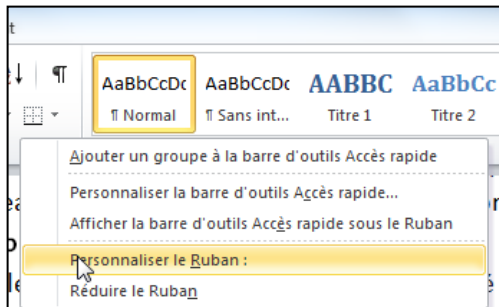 t
¶
AaBbCcDc AaBbCcDc AABBC AaBbCc
¶ Normal ¶ Sans int... Titre 1 Titre 2
Ajouter un groupe à la barre d'outils Accès rapide
Personnaliser la barre d'outils Accès rapide...
Afficher la barre d'outils Accès rapide sous le Ruban
Personnaliser le Ruban :
Réduire le Ruban